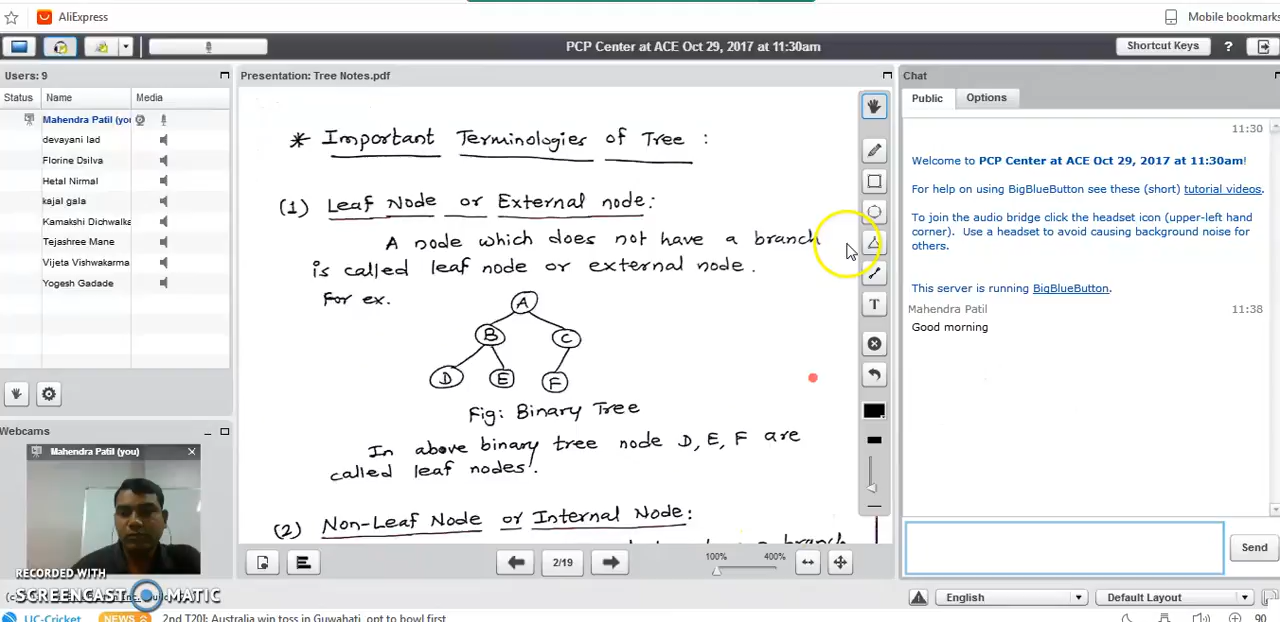 AliExpress
Mobile bookmarks
PCP Center at ACE Oct 29, 2017 at 11:30am
Shortcut Keys
?
Users: 9
Status Name Media
Mahendra Patil (you
devayani lad
Florine Dsilva
Hetal Nirmal
kajal gala
Kamakshi Dichwalka
Tejashree Mane
Vijeta Vishwakarma
Yogesh Gadade
Webcams
Mahendra Patil (you)
RECORDED WITH
SCREENCAST MATIC
Presentation: Tree Notes.pdf
* Important Terminologies of Tree :
(1) Leaf Node or External node:
A node which does not have a branch
is called leaf node or external node.
For ex.
A
B C
D E F
Fig: Binary Tree
In above binary tree node D, E, F are
called leaf nodes.
(2) Non-Leaf Node or Internal Node:
a branch
T
2/19
100% 400%
Chat
Public Options
11:30
Welcome to PCP Center at ACE Oct 29, 2017 at 11:30am!
For help on using BigBlueButton see these (short) tutorial videos.
To join the audio bridge click the headset icon (upper-left hand
corner). Use a headset to avoid causing background noise for
others.
This server is running BigBlueButton.
Mahendra Patil 11:38
Good morning
Send
English Default Layout
UC-Cricket NEWS 2nd T20I: Australia win toss in Guwahati, opt to bowl first
90